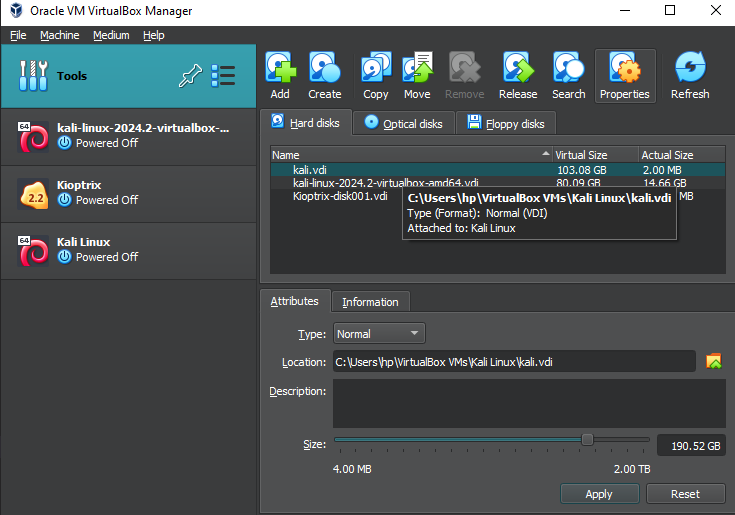 Oracle VM VirtualBox Manager
File Machine Medium Help
Tools
Add Create Copy Move Remove Release Search Properties Refresh
64 kali-linux-2024.2-virtualbox-...
Powered Off
2.2 Kioptrix
Powered Off
64 Kali Linux
Powered Off
Hard disks Optical disks Floppy disks
Name Virtual Size Actual Size
kali.vdi 103.08 GB 2.00 MB
kali-linux-2024.2-virtualbox-amd64.vdi 80.09 GB 14.66 GB
Kioptrix-disk001.vdi MB
C:\Users\hp\VirtualBox VMs\Kali Linux\kali.vdi
Type (Format): Normal (VDI)
Attached to: Kali Linux
Attributes Information
Type: Normal
Location: C:\Users\hp\VirtualBox VMs\Kali Linux\kali.vdi
Description:
Size: 190.52 GB
4.00 MB 2.00 TB
Apply Reset